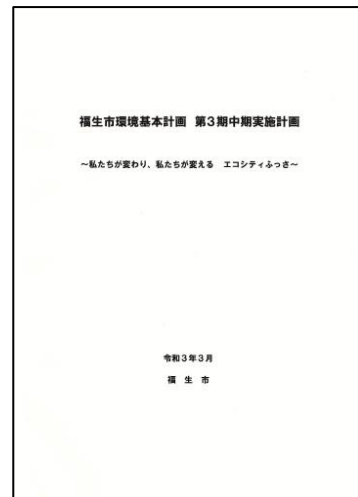 福生市環境基本計画 第3期中期実施計画
～私たちが変わり、私たちが変える エコシティふっさ～
令和3年3月
福 生 市